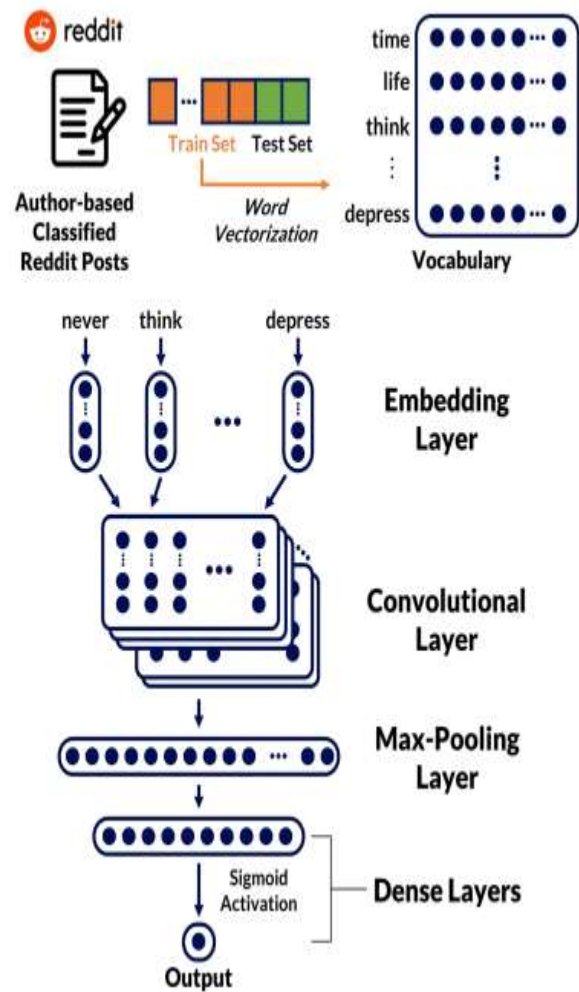 reddit
Train Set
Test Set
Word
Vectorization
Author-based
Classified
Reddit Posts
time
life
think
depress
Vocabulary
never
think
depress
Embedding
Layer
Convolutional
Layer
Max-Pooling
Layer
Sigmoid
Activation
Dense Layers
Output